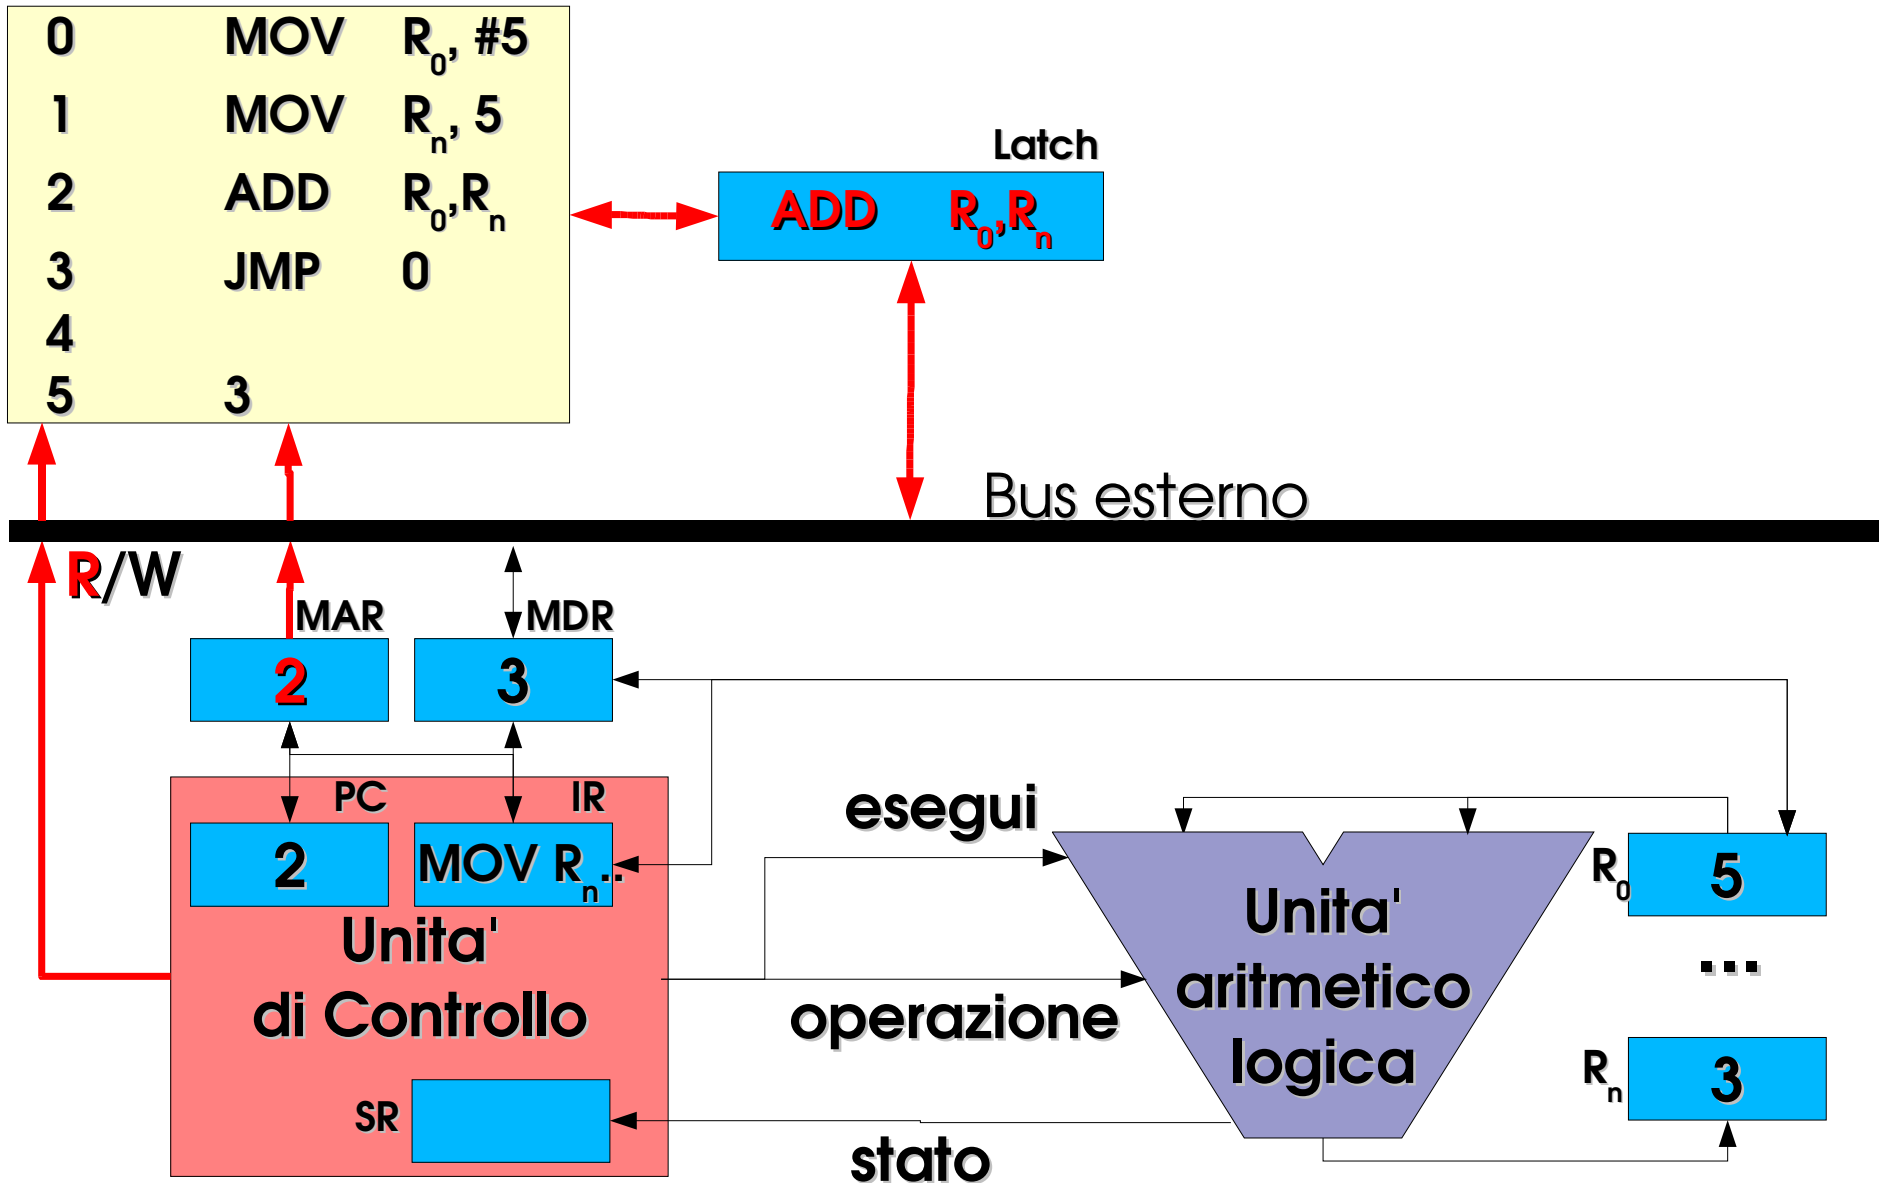 0 MOV R0, #5
1 MOV Rn, 5
2 ADD R0,Rn
3 JMP 0
4
5 3
Latch
ADD R0,Rn
Bus esterno
R/W
MAR
MDR
2
3
PC
IR
2
MOV Rn..
Unita'
di Controllo
SR
esegui
operazione
stato
Unita'
aritmetico
logica
R0
5
...
Rn
3